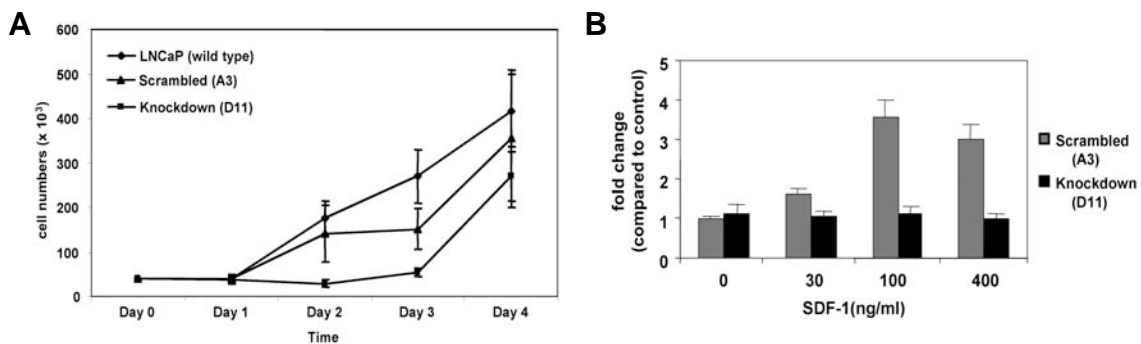 A
600
500
400
300
200
100
0
cell numbers (x 10³)
LNCaP (wild type)
Scrambled (A3)
Knockdown (D11)
Day 0 Day 1 Day 2 Day 3 Day 4
Time
B
5
4
3
2
1
0
fold change
(compared to control)
0 30 100 400
SDF-1(ng/ml)
Scrambled
(A3)
Knockdown
(D11)